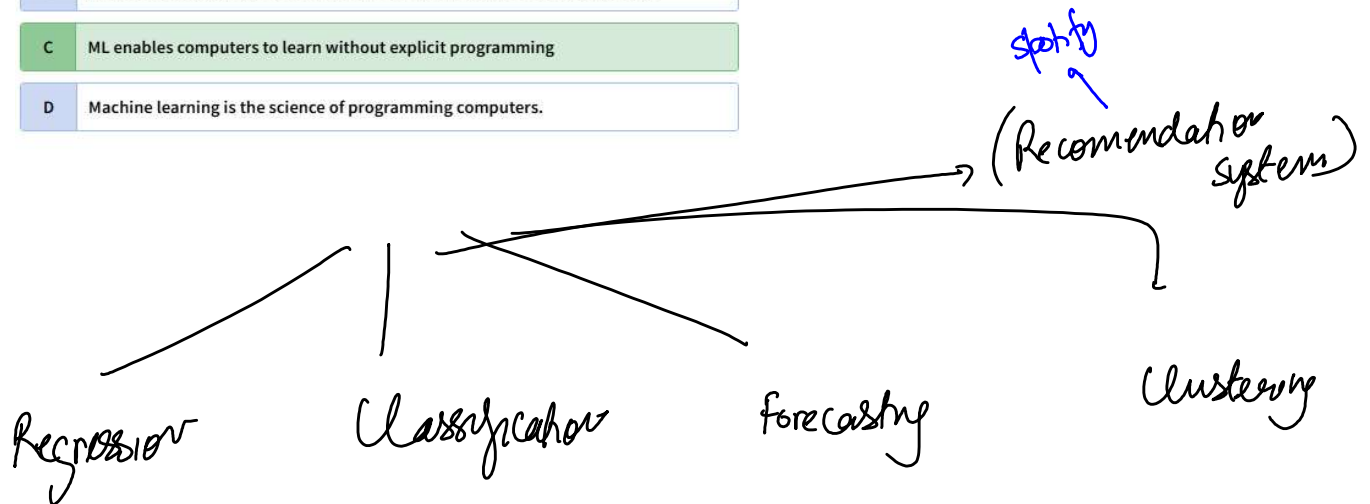 C ML enables computers to learn without explicit programming
D Machine learning is the science of programming computers.
spotify
(Recomendation
system)
Regression
Classification
Forecasting
Clustering